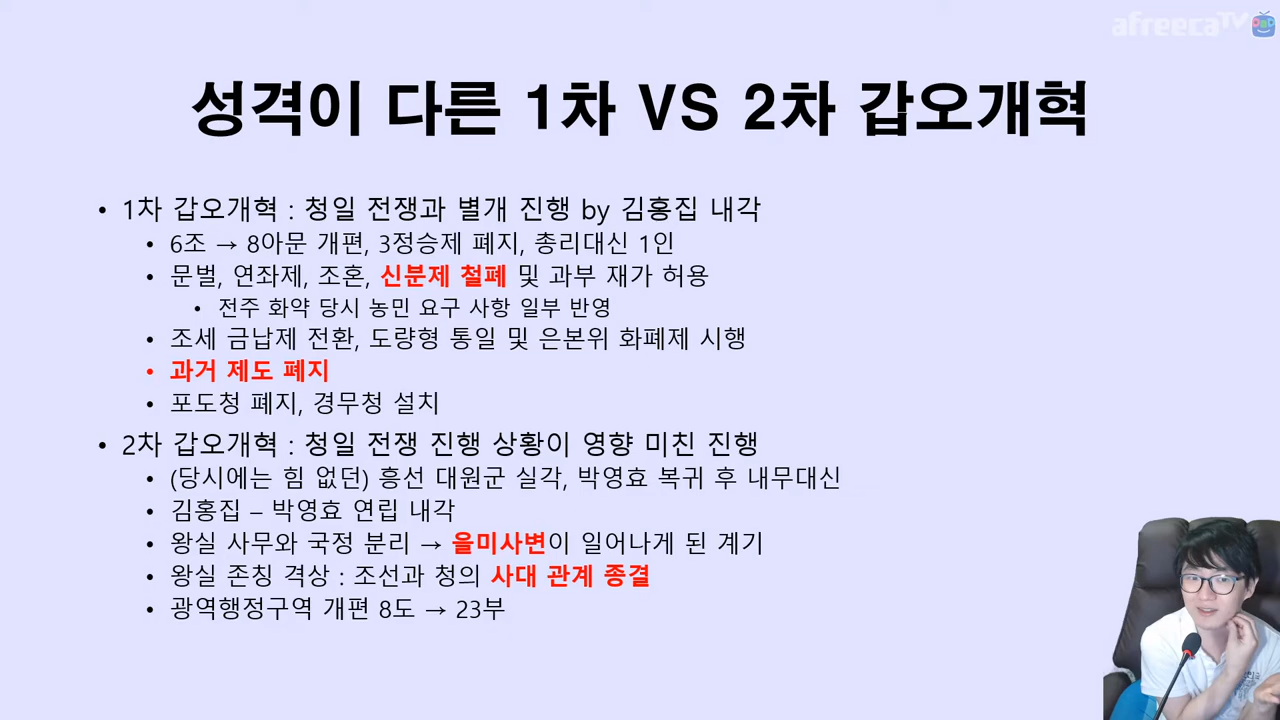 afreecaTV
성격이 다른 1차 VS 2차 갑오개혁
• 1차 갑오개혁 : 청일 전쟁과 별개 진행 by 김홍집 내각
• 6조 → 8아문 개편, 3정승제 폐지, 총리대신 1인
• 문벌, 연좌제, 조혼, 신분제 철폐 및 과부 재가 허용
• 전주 화약 당시 농민 요구 사항 일부 반영
• 조세 금납제 전환, 도량형 통일 및 은본위 화폐제 시행
• 과거 제도 폐지
• 포도청 폐지, 경무청 설치
• 2차 갑오개혁 : 청일 전쟁 진행 상황이 영향 미친 진행
• (당시에는 힘 없던) 흥선 대원군 실각, 박영효 복귀 후 내무대신
• 김홍집 – 박영효 연립 내각
• 왕실 사무와 국정 분리 → 을미사변이 일어나게 된 계기
• 왕실 존칭 격상 : 조선과 청의 사대 관계 종결
• 광역행정구역 개편 8도 → 23부